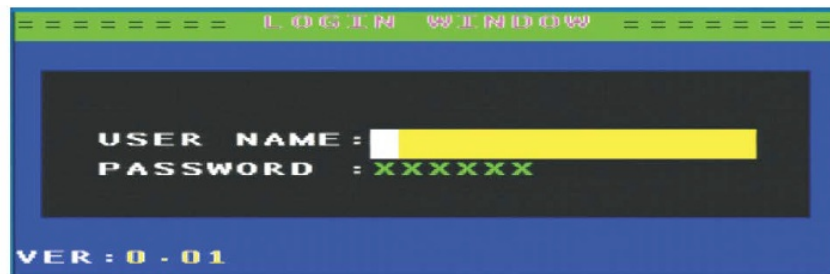 = = = = = = = = LOGIN WINDOW = = = = = = = =
USER NAME:
PASSWORD :XXXXXX
VER:0-01